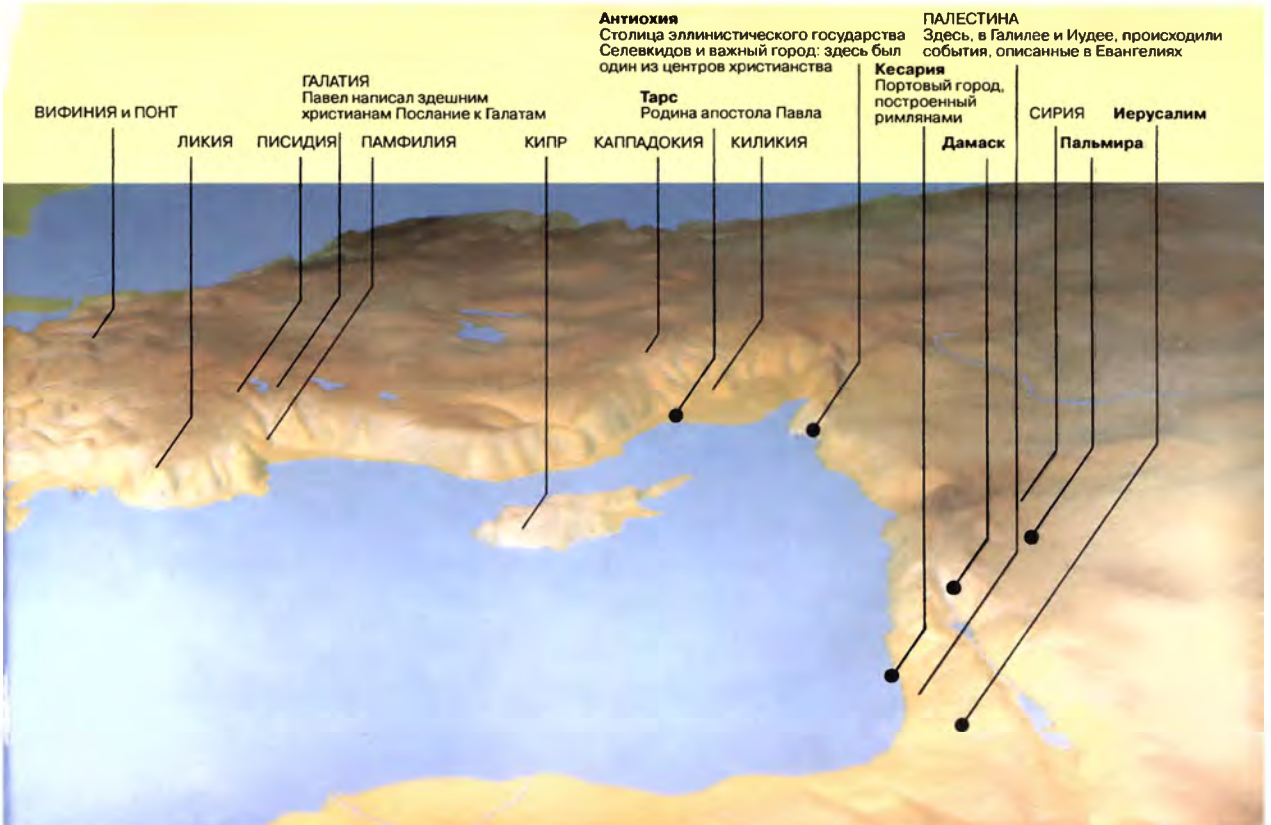 Антиохия
Столица эллинистического государства
Селевкидов и важный город: здесь был
один из центров христианства
ПАЛЕСТИНА
Здесь, в Галилее и Иудее, происходили
события, описанные в Евангелиях
ГАЛАТИЯ
Павел написал здешним
христианам Послание к Галатам
Кесария
Портовый город,
построенный
римлянами
Тарс
Родина апостола Павла
ВИФИНИЯ и ПОНТ
СИРИЯ
Иерусалим
ЛИКИЯ
ПИСИДИЯ
ПАМФИЛИЯ
КИПР
КАППАДОКИЯ
КИЛИКИЯ
Дамаск
Пальмира